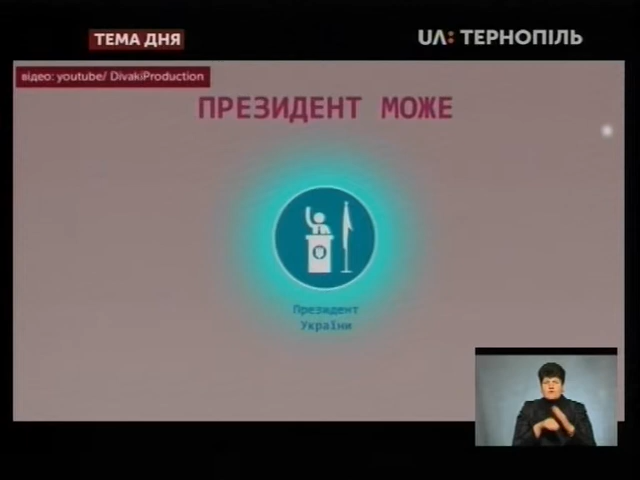 ТЕМА ДНЯ
UA: ТЕРНОПІЛЬ
відео: youtube/ DivakiProduction
ПРЕЗИДЕНТ МОЖЕ
Президент
України